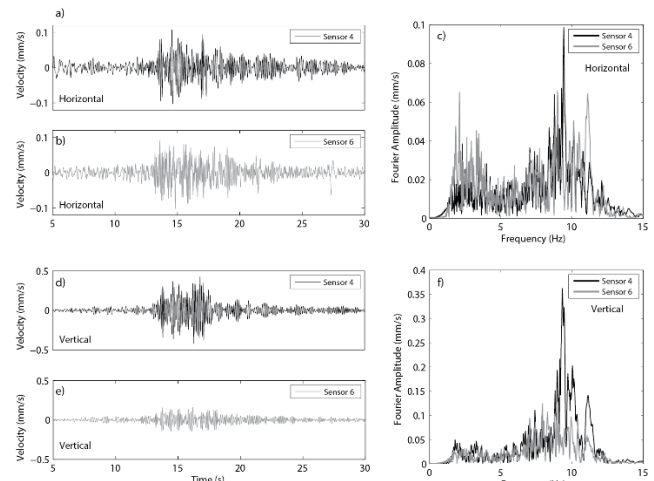 a)
Velocity (mm/s)
0.1
0
−0.1
Sensor 4
Horizontal
b)
Velocity (mm/s)
0.1
0
−0.1
Sensor 6
Horizontal
5 10 15 20 25 30
c)
Fourier Amplitude (mm/s)
0.1
0.08
0.06
0.04
0.02
0
Sensor 4
Sensor 6
Horizontal
0 5 10 15
Frequency (Hz)
d)
Velocity (mm/s)
0.5
0
−0.5
Sensor 4
Vertical
e)
Velocity (mm/s)
0.5
0
−0.5
Sensor 6
Vertical
5 10 15 20 25 30
Time (s)
f)
Fourier Amplitude (mm/s)
0.4
0.35
0.3
0.25
0.2
0.15
0.1
0.05
0
Sensor 4
Sensor 6
Vertical
0 5 10 15